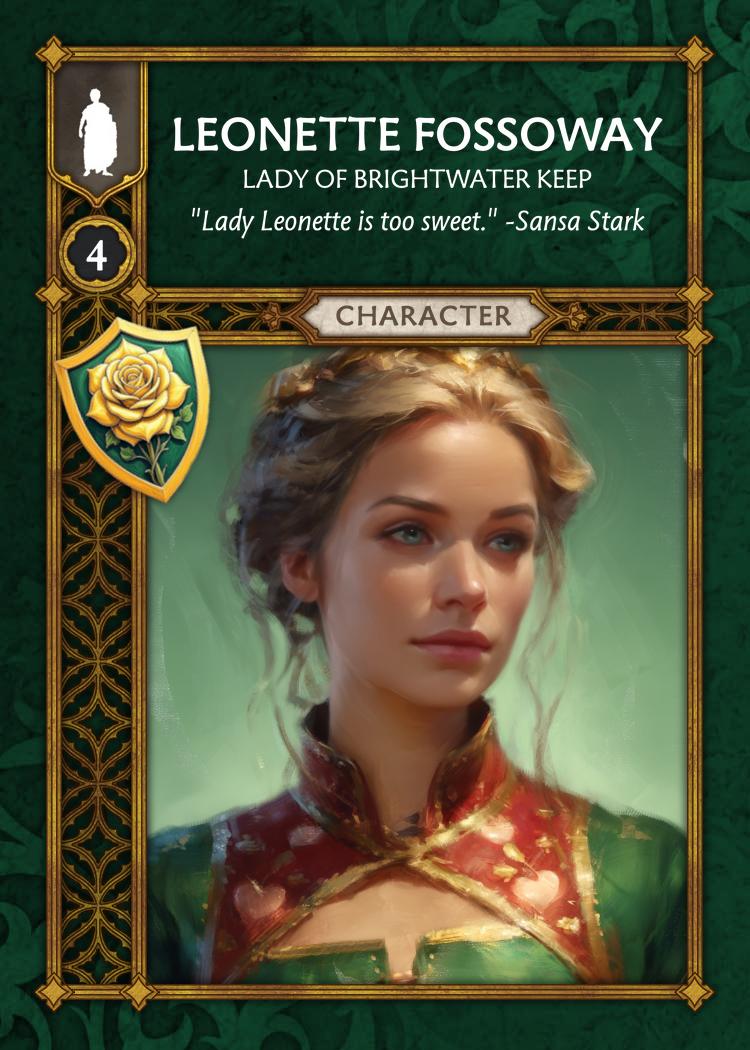 LEONETTE FOSSOWAY
LADY OF BRIGHTWATER KEEP
"Lady Leonette is too sweet." -Sansa Stark
4
CHARACTER